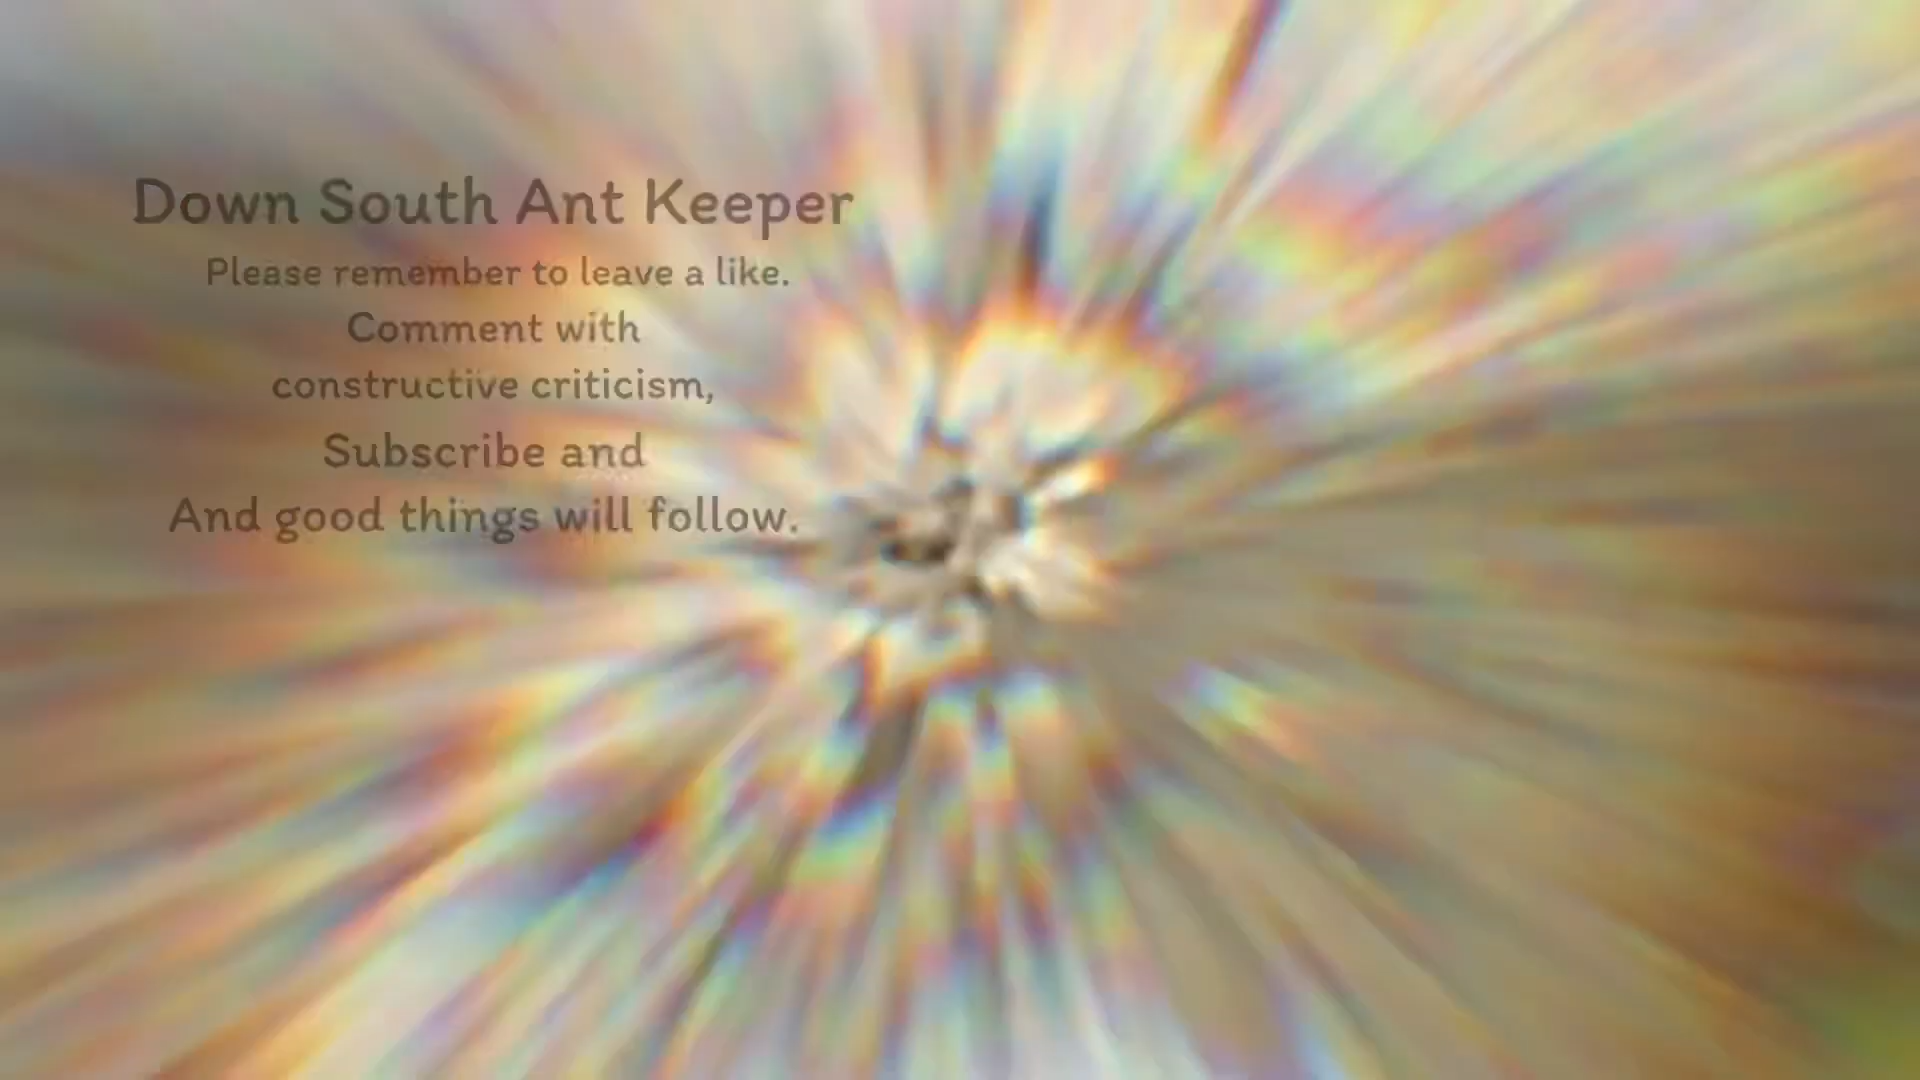 Down South Ant Keeper
Please remember to leave a like.
Comment with
constructive criticism,
Subscribe and
And good things will follow.